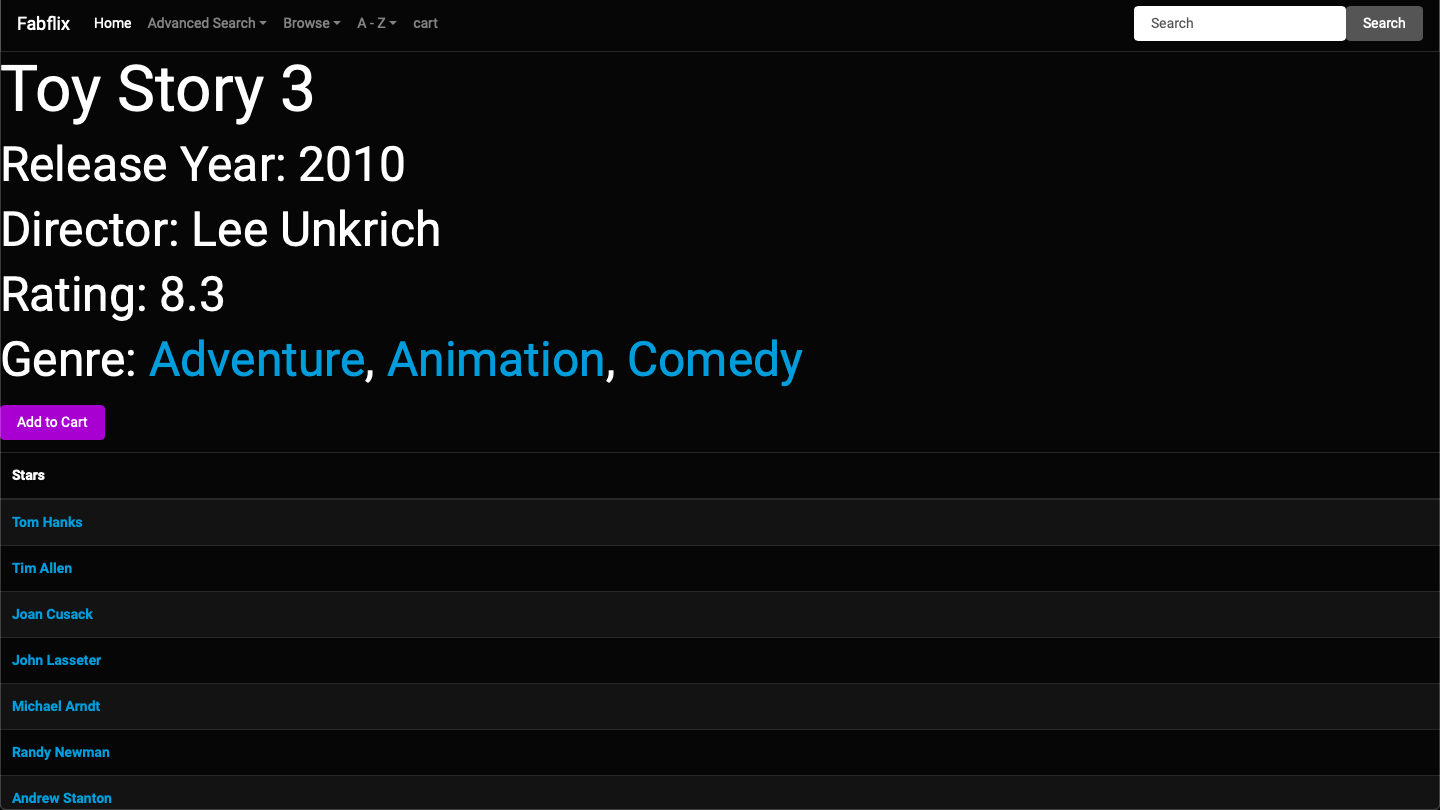 Fabflix Home Advanced Search Browse A - Z cart Search Search
Toy Story 3
Release Year: 2010
Director: Lee Unkrich
Rating: 8.3
Genre: Adventure, Animation, Comedy
Add to Cart
Stars
Tom Hanks
Tim Allen
Joan Cusack
John Lasseter
Michael Arndt
Randy Newman
Andrew Stanton